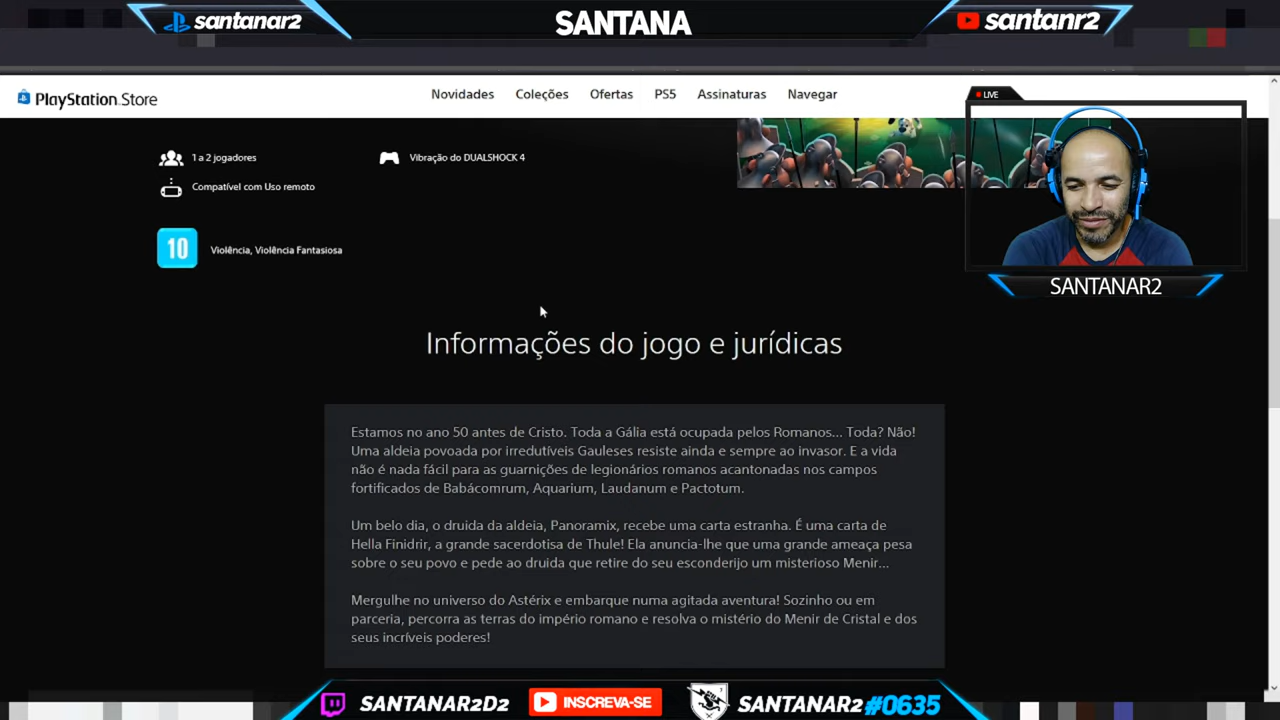 santanar2
SANTANA
santanr2
PlayStation.Store
Novidades
Coleções
Ofertas
PS5
Assinaturas
Navegar
LIVE
1 a 2 jogadores
Vibração do DUALSHOCK 4
Compatível com Uso remoto
10
Violência, Violência Fantasiosa
SANTANAR2
Informações do jogo e jurídicas
Estamos no ano 50 antes de Cristo. Toda a Gália está ocupada pelos Romanos... Toda? Não!
Uma aldeia povoada por irredutíveis Gauleses resiste ainda e sempre ao invasor. E a vida
não é nada fácil para as guarnições de legionários romanos acantonadas nos campos
fortificados de Babácomrum, Aquarium, Laudanum e Pactotum.
Um belo dia, o druida da aldeia, Panoramix, recebe uma carta estranha. É uma carta de
Hella Finidrir, a grande sacerdotisa de Thule! Ela anuncia-lhe que uma grande ameaça pesa
sobre o seu povo e pede ao druida que retire do seu esconderijo um misterioso Menir...
Mergulhe no universo do Astérix e embarque numa agitada aventura! Sozinho ou em
parceria, percorra as terras do império romano e resolva o mistério do Menir de Cristal e dos
seus incríveis poderes!
SANTANAR2D2
INSCREVA-SE
SANTANAR2 #0635